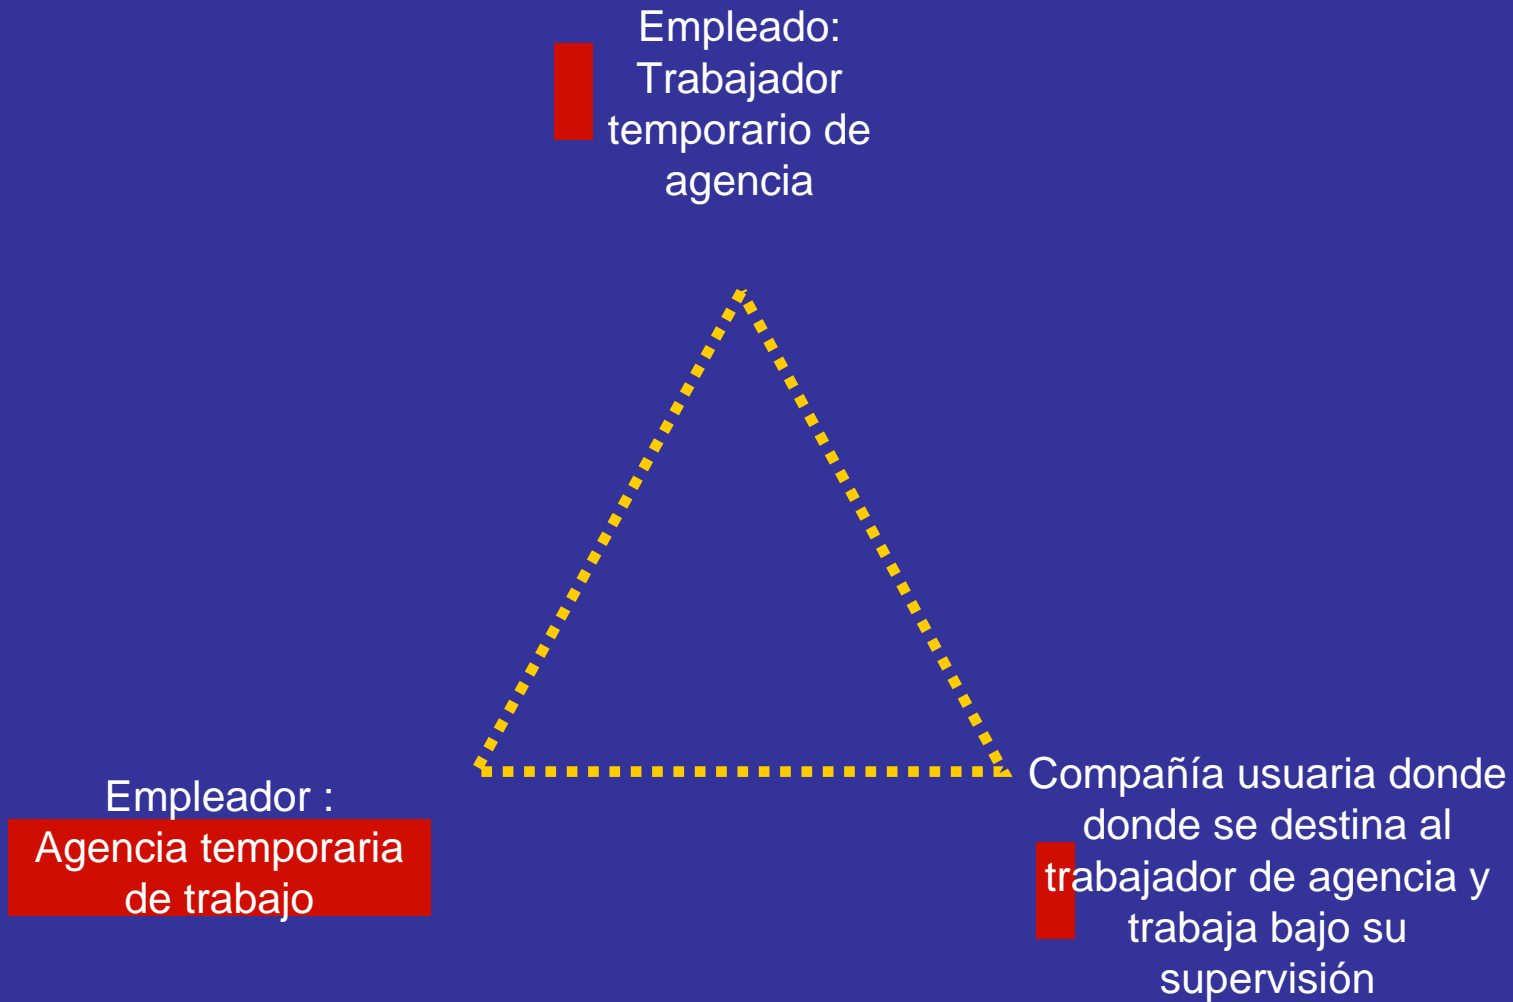 Empleado:
Trabajador
temporario de
agencia
Empleador :
Agencia temporaria
de trabajo
Compañía usuaria donde
donde se destina al
trabajador de agencia y
trabaja bajo su
supervisión